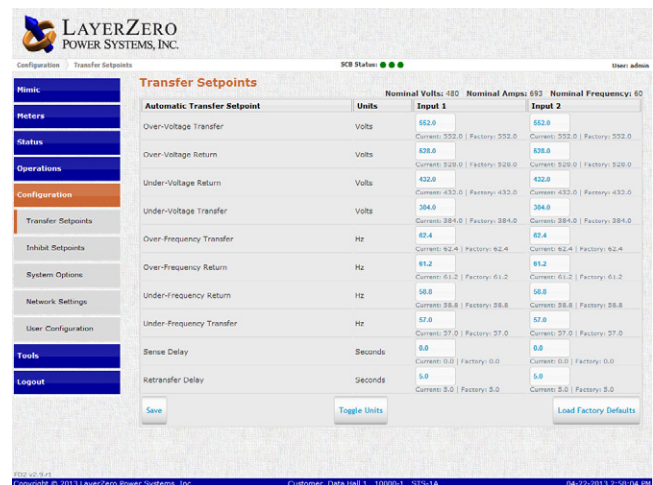 LAYERZERO
POWER SYSTEMS, INC.
Configuration Transfer Setpoints SCB Status: User: admin
Mimic
Meters
Status
Operations
Configuration
Transfer Setpoints
Inhibit Setpoints
System Options
Network Settings
User Configuration
Tools
Logout
Transfer Setpoints
Nominal Volts: 480 Nominal Amps: 693 Nominal Frequency: 60
Automatic Transfer Setpoint Units Input 1 Input 2
Over-Voltage Transfer Volts 552.0 552.0
Current: 552.0 | Factory: 552.0 Current: 552.0 | Factory: 552.0
Over-Voltage Return Volts 528.0 528.0
Current: 528.0 | Factory: 528.0 Current: 528.0 | Factory: 528.0
Under-Voltage Return Volts 432.0 432.0
Current: 432.0 | Factory: 432.0 Current: 432.0 | Factory: 432.0
Under-Voltage Transfer Volts 384.0 384.0
Current: 384.0 | Factory: 384.0 Current: 384.0 | Factory: 384.0
Over-Frequency Transfer Hz 62.4 62.4
Current: 62.4 | Factory: 62.4 Current: 62.4 | Factory: 62.4
Over-Frequency Return Hz 61.2 61.2
Current: 61.2 | Factory: 61.2 Current: 61.2 | Factory: 61.2
Under-Frequency Return Hz 58.8 58.8
Current: 58.8 | Factory: 58.8 Current: 58.8 | Factory: 58.8
Under-Frequency Transfer Hz 57.0 57.0
Current: 57.0 | Factory: 57.0 Current: 57.0 | Factory: 57.0
Sense Delay Seconds 0.0 0.0
Current: 0.0 | Factory: 0.0 Current: 0.0 | Factory: 0.0
Retransfer Delay Seconds 5.0 5.0
Current: 5.0 | Factory: 5.0 Current: 5.0 | Factory: 5.0
Save Toggle Units Load Factory Defaults
Copyright © 2013 LayerZero Power Systems, Inc. Customer, Data Hall 1, 10000-1, STS-1A 04-22-2013 2:58:04 PM